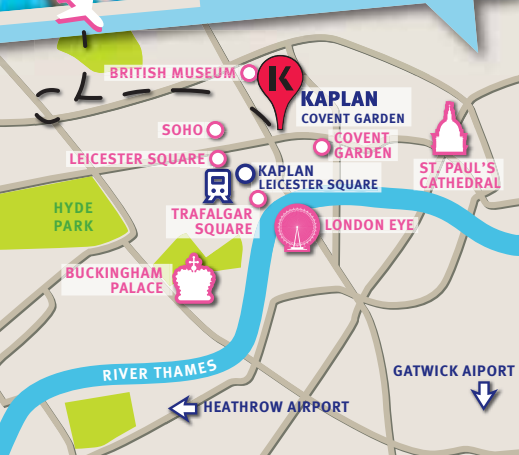 BRITISH MUSEUM
K
KAPLAN
COVENT GARDEN
SOHO
COVENT
GARDEN
LEICESTER SQUARE
KAPLAN
LEICESTER SQUARE
ST. PAUL'S
CATHEDRAL
HYDE
PARK
TRAFALGAR
SQUARE
LONDON EYE
BUCKINGHAM
PALACE
RIVER THAMES
GATWICK AIPORT
HEATHROW AIRPORT